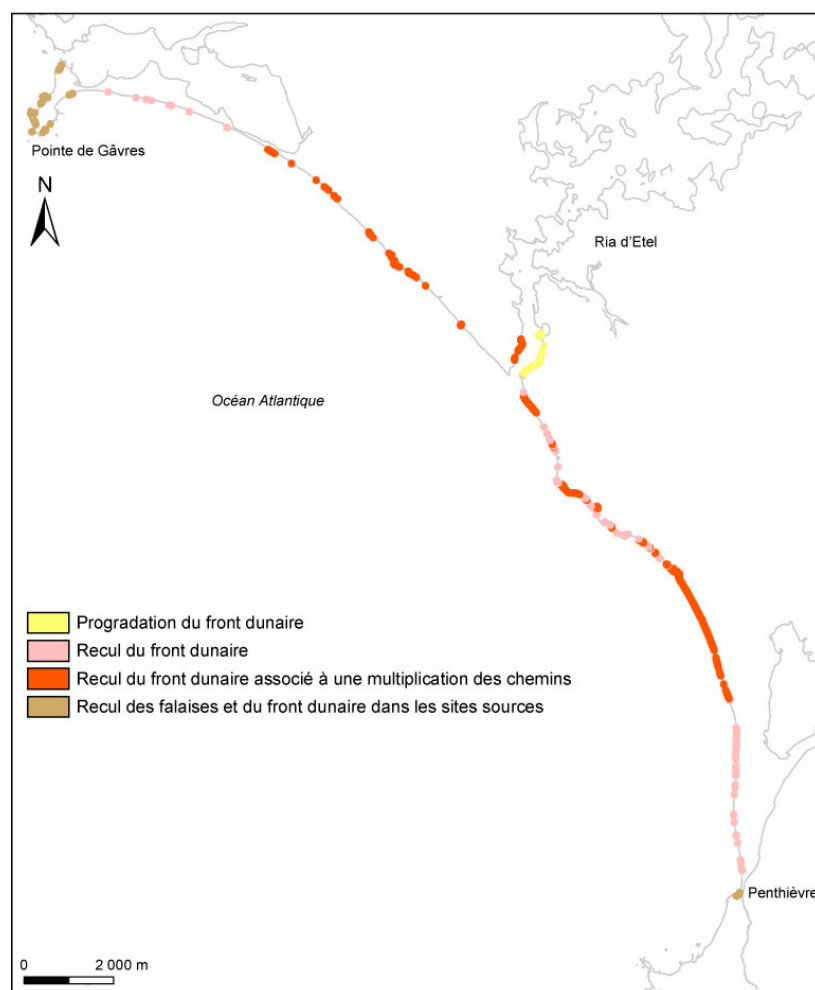 Pointe de Gâvres
N
Ria d'Etel
Océan Atlantique
Progradation du front dunaire
Recul du front dunaire
Recul du front dunaire associé à une multiplication des chemins
Recul des falaises et du front dunaire dans les sites sources
Penthièvre
0 2 000 m